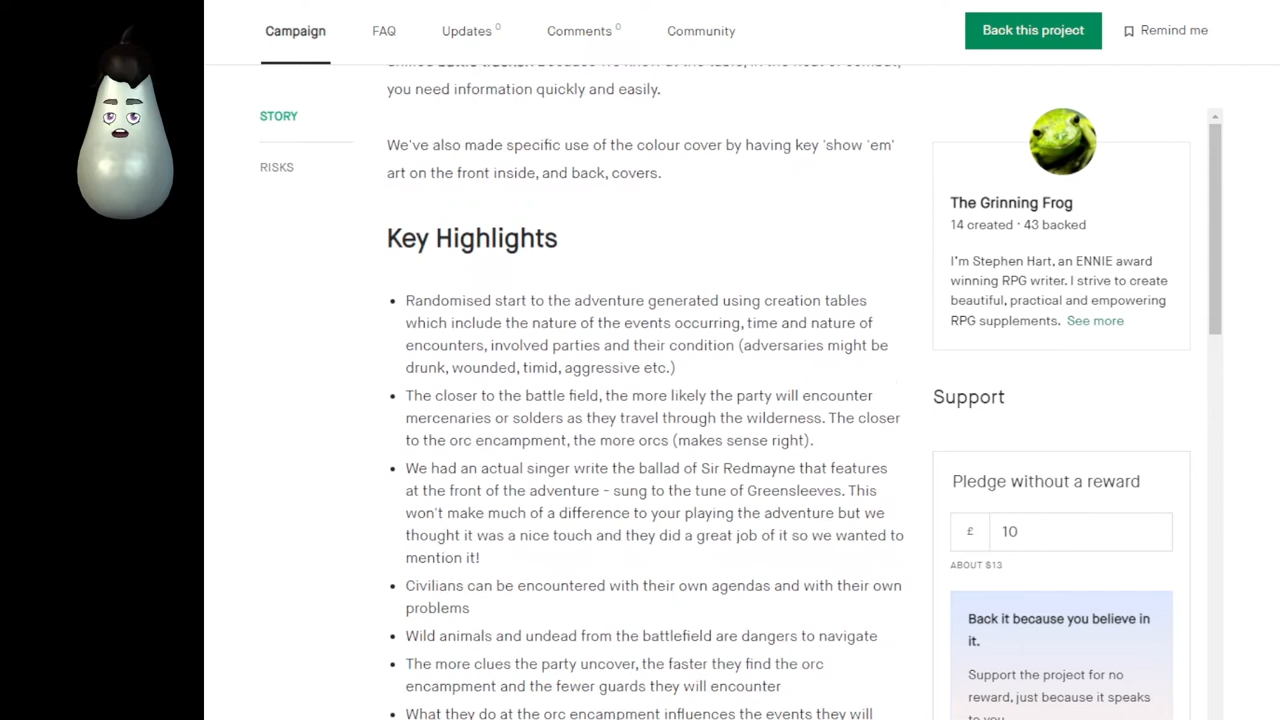 Campaign
FAQ
Updates 0
Comments 0
Community
Back this project
Remind me
STORY
RISKS
you need information quickly and easily.
We've also made specific use of the colour cover by having key 'show 'em'
art on the front inside, and back, covers.
Key Highlights
• Randomised start to the adventure generated using creation tables
which include the nature of the events occurring, time and nature of
encounters, involved parties and their condition (adversaries might be
drunk, wounded, timid, aggressive etc.)
• The closer to the battle field, the more likely the party will encounter
mercenaries or solders as they travel through the wilderness. The closer
to the orc encampment, the more orcs (makes sense right).
• We had an actual singer write the ballad of Sir Redmayne that features
at the front of the adventure - sung to the tune of Greensleeves. This
won't make much of a difference to your playing the adventure but we
thought it was a nice touch and they did a great job of it so we wanted to
mention it!
• Civilians can be encountered with their own agendas and with their own
problems
• Wild animals and undead from the battlefield are dangers to navigate
• The more clues the party uncover, the faster they find the orc
encampment and the fewer guards they will encounter
• What they do at the orc encampment influences the events they will
The Grinning Frog
14 created · 43 backed
I'm Stephen Hart, an ENNIE award
winning RPG writer. I strive to create
beautiful, practical and empowering
RPG supplements. See more
Support
Pledge without a reward
£ 10
ABOUT $13
Back it because you believe in
it.
Support the project for no
reward, just because it speaks
to you.